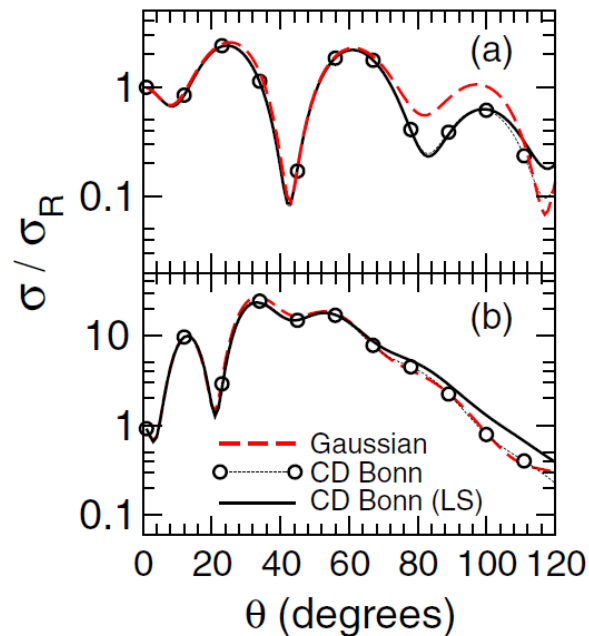 (a)
1
0.1
σ / σ_R
(b)
10
1
0.1
Gaussian
CD Bonn
CD Bonn (LS)
0 20 40 60 80 100 120
θ (degrees)